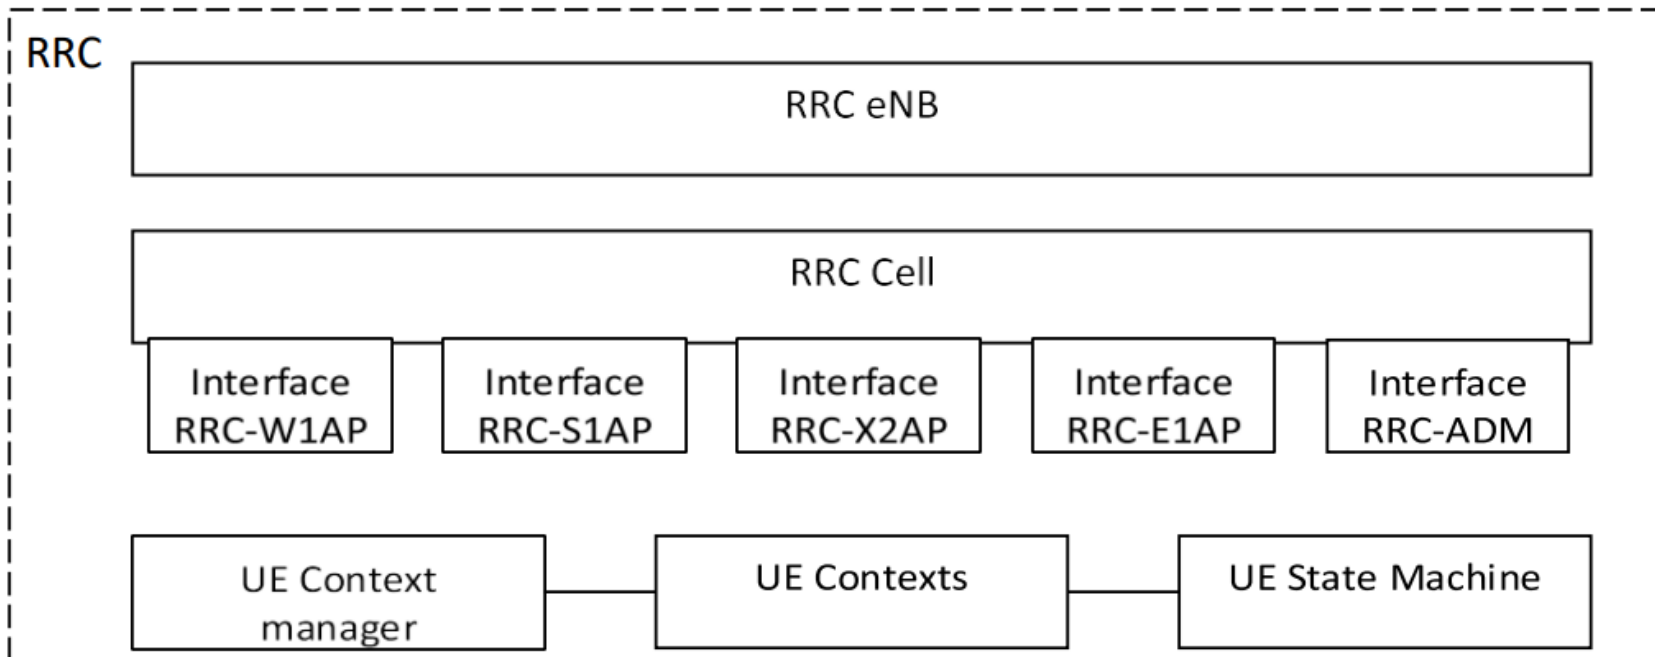 RRC
RRC eNB
RRC Cell
Interface
RRC-W1AP
Interface
RRC-S1AP
Interface
RRC-X2AP
Interface
RRC-E1AP
Interface
RRC-ADM
UE Context
manager
UE Contexts
UE State Machine